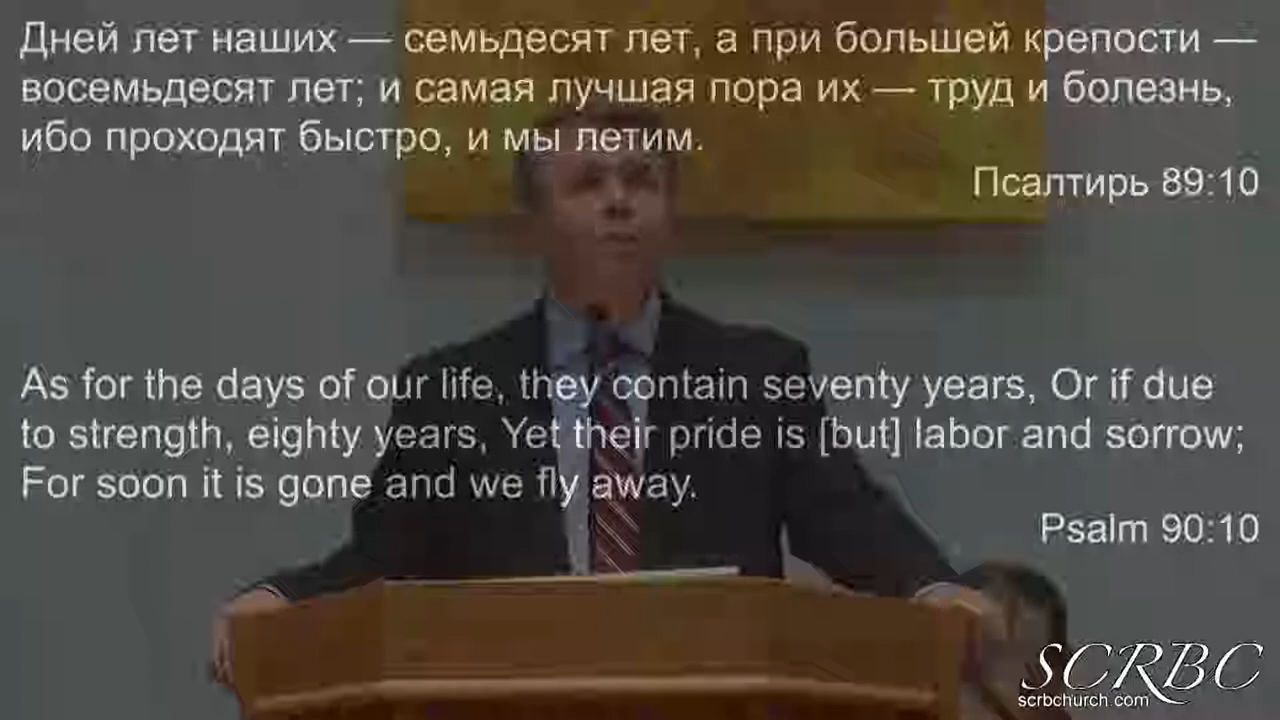 Дней лет наших — семьдесят лет, а при большей крепости —
восемьдесят лет; и самая лучшая пора их — труд и болезнь,
ибо проходят быстро, и мы летим.
Псалтирь 89:10
As for the days of our life, they contain seventy years, Or if due
to strength, eighty years, Yet their pride is [but] labor and sorrow;
For soon it is gone and we fly away.
Psalm 90:10
SCRBC
scrbchurch.com